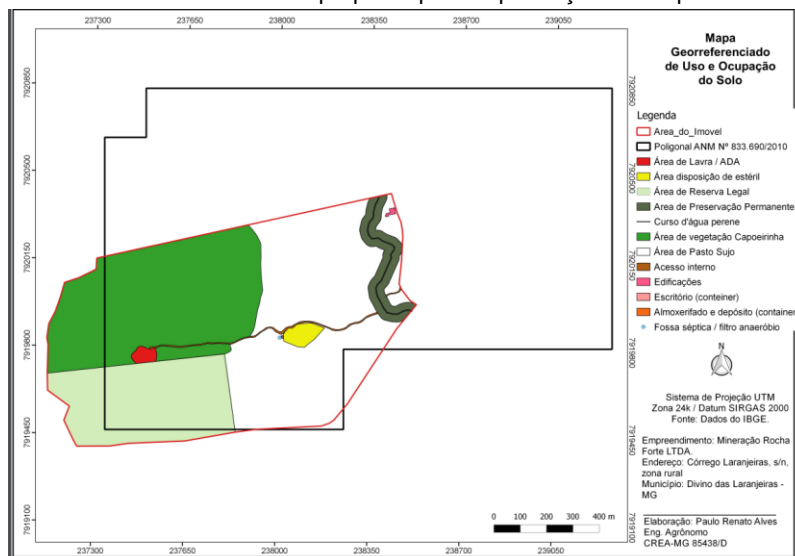 237300 237650 238000 238350 238700 239050
7920850
7920500
7920150
7919800
7919450
7919100
7920850
7920500
7920150
7919800
7919450
7919100
237300 237650 238000 238350 238700 239050
0 100 200 300 400 m
Mapa
Georreferenciado
de Uso e Ocupação
do Solo
Legenda
Area_do_Imovel
Poligonal ANM Nº 833.690/2010
Área de Lavra / ADA
Área disposição de estéril
Área de Reserva Legal
Área de Preservação Permanente
Curso d'água perene
Área de vegetação Capoeirinha
Área de Pasto Sujo
Acesso interno
Edificações
Escritório (conteiner)
Almoxerifado e depósito (container
Fossa séptica / filtro anaeróbio
N
Sistema de Projeção UTM
Zona 24k / Datum SIRGAS 2000
Fonte: Dados do IBGE.
Empreendimento: Mineração Rocha
Forte LTDA.
Endereço: Córrego Laranjeiras, s/n,
zona rural
Município: Divino das Laranjeiras -
MG
Elaboração: Paulo Renato Alves
Eng. Agrônomo
CREA-MG 85438/D